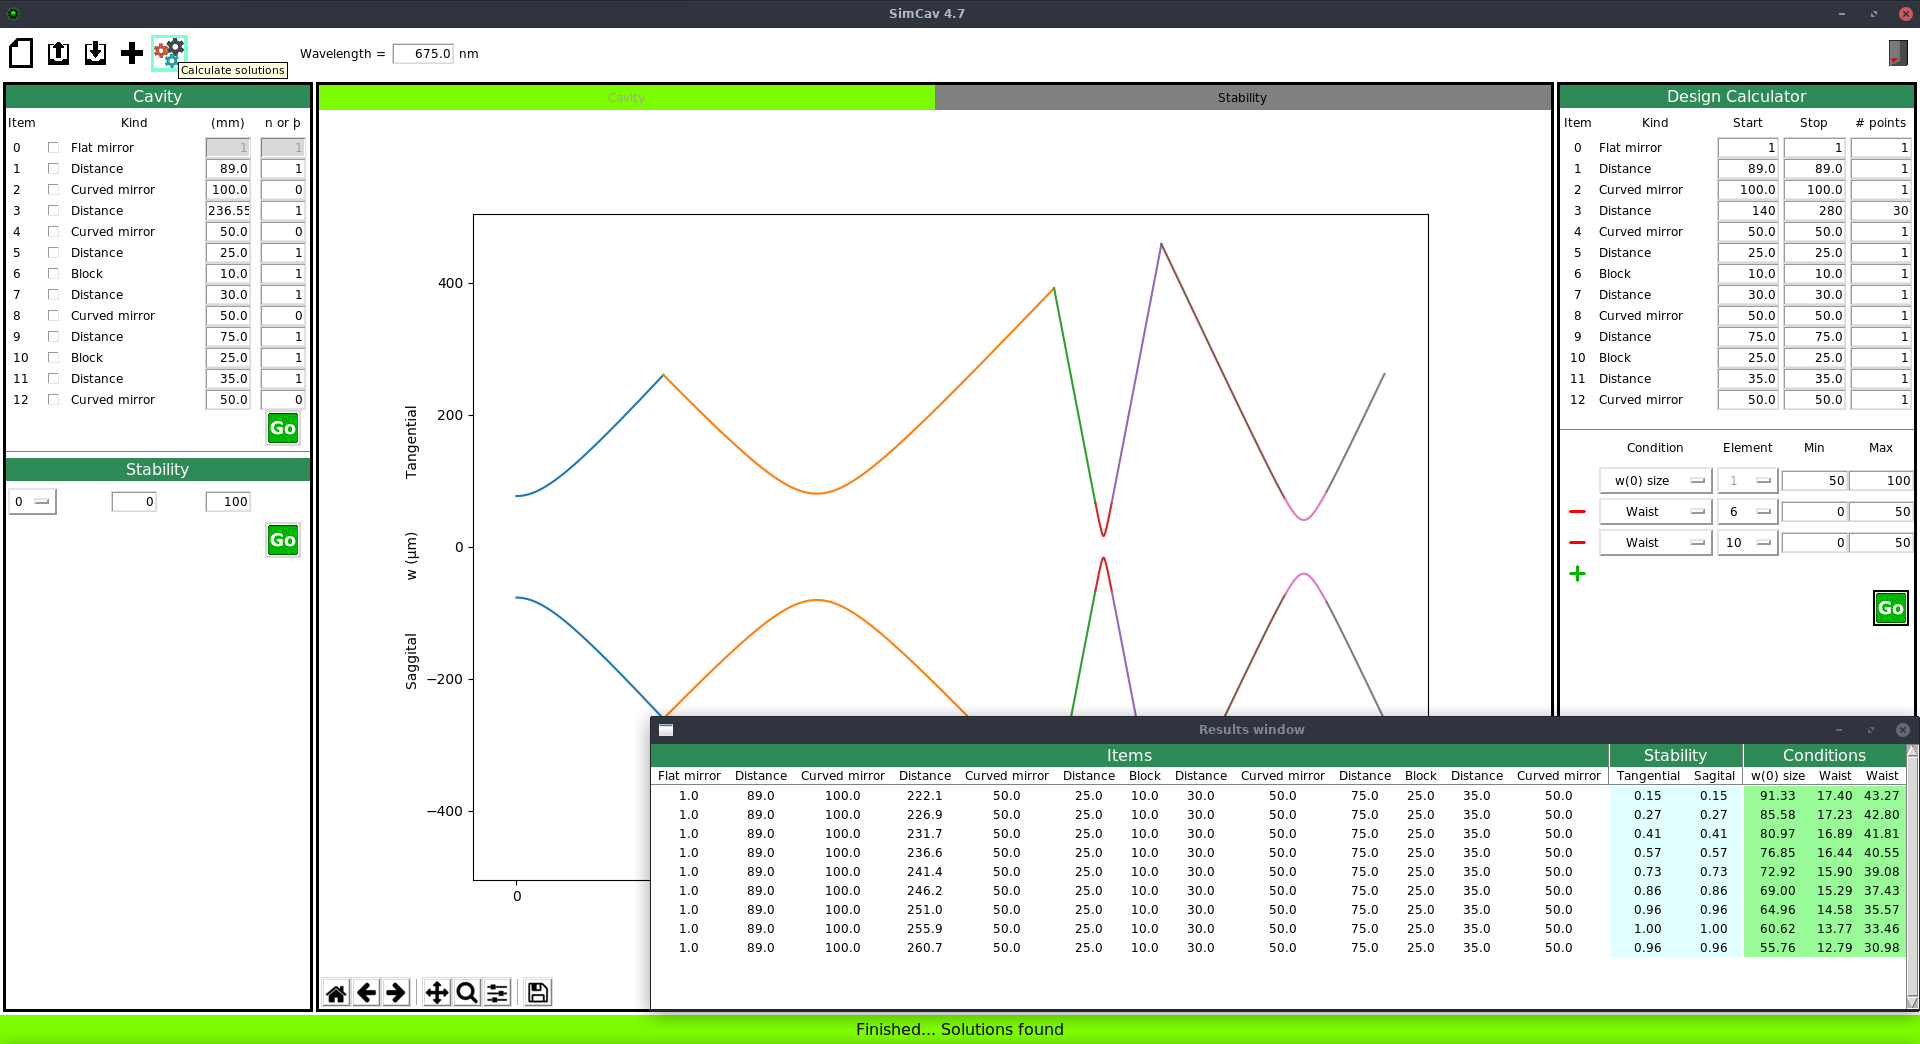 SimCav 4.7
Wavelength = 675.0 nm
Calculate solutions
Cavity
Item Kind (mm) n or þ
0 Flat mirror 1 1
1 Distance 89.0 1
2 Curved mirror 100.0 0
3 Distance 236.55 1
4 Curved mirror 50.0 0
5 Distance 25.0 1
6 Block 10.0 1
7 Distance 30.0 1
8 Curved mirror 50.0 0
9 Distance 75.0 1
10 Block 25.0 1
11 Distance 35.0 1
12 Curved mirror 50.0 0
Go
Stability
0 0 100
Go
Cavity Stability
400
200
0
−200
−400
0
Tangential
w (µm)
Saggital
Design Calculator
Item Kind Start Stop # points
0 Flat mirror 1 1 1
1 Distance 89.0 89.0 1
2 Curved mirror 100.0 100.0 1
3 Distance 140 280 30
4 Curved mirror 50.0 50.0 1
5 Distance 25.0 25.0 1
6 Block 10.0 10.0 1
7 Distance 30.0 30.0 1
8 Curved mirror 50.0 50.0 1
9 Distance 75.0 75.0 1
10 Block 25.0 25.0 1
11 Distance 35.0 35.0 1
12 Curved mirror 50.0 50.0 1
Condition Element Min Max
w(0) size 1 50 100
Waist 6 0 50
Waist 10 0 50
Go
Results window
Items Stability Conditions
Flat mirror Distance Curved mirror Distance Curved mirror Distance Block Distance Curved mirror Distance Block Distance Curved mirror Tangential Sagital w(0) size Waist Waist
1.0 89.0 100.0 222.1 50.0 25.0 10.0 30.0 50.0 75.0 25.0 35.0 50.0 0.15 0.15 91.33 17.40 43.27
1.0 89.0 100.0 226.9 50.0 25.0 10.0 30.0 50.0 75.0 25.0 35.0 50.0 0.27 0.27 85.58 17.23 42.80
1.0 89.0 100.0 231.7 50.0 25.0 10.0 30.0 50.0 75.0 25.0 35.0 50.0 0.41 0.41 80.97 16.89 41.81
1.0 89.0 100.0 236.6 50.0 25.0 10.0 30.0 50.0 75.0 25.0 35.0 50.0 0.57 0.57 76.85 16.44 40.55
1.0 89.0 100.0 241.4 50.0 25.0 10.0 30.0 50.0 75.0 25.0 35.0 50.0 0.73 0.73 72.92 15.90 39.08
1.0 89.0 100.0 246.2 50.0 25.0 10.0 30.0 50.0 75.0 25.0 35.0 50.0 0.86 0.86 69.00 15.29 37.43
1.0 89.0 100.0 251.0 50.0 25.0 10.0 30.0 50.0 75.0 25.0 35.0 50.0 0.96 0.96 64.96 14.58 35.57
1.0 89.0 100.0 255.9 50.0 25.0 10.0 30.0 50.0 75.0 25.0 35.0 50.0 1.00 1.00 60.62 13.77 33.46
1.0 89.0 100.0 260.7 50.0 25.0 10.0 30.0 50.0 75.0 25.0 35.0 50.0 0.96 0.96 55.76 12.79 30.98
Finished... Solutions found